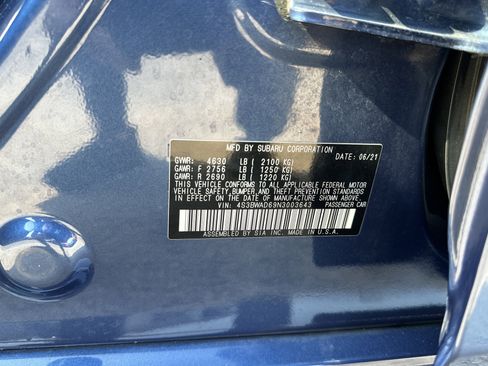 MFD BY SUBARU CORPORATION DATE: 06/21
GVWR: 4630 LB ( 2100 KG)
GAWR: F 2756 LB ( 1250 KG)
GAWR: R 2690 LB ( 1220 KG)
THIS VEHICLE CONFORMS TO ALL APPLICABLE FEDERAL MOTOR
VEHICLE SAFETY,BUMPER,AND THEFT PREVENTION STANDARDS
IN EFFECT ON THE DATE OF MANUFACTURE SHOWN ABOVE.
VIN: 4S3BWAD69N3003643 PASSENGER CAR
ASSEMBLED BY SIA INC. MADE IN U.S.A.